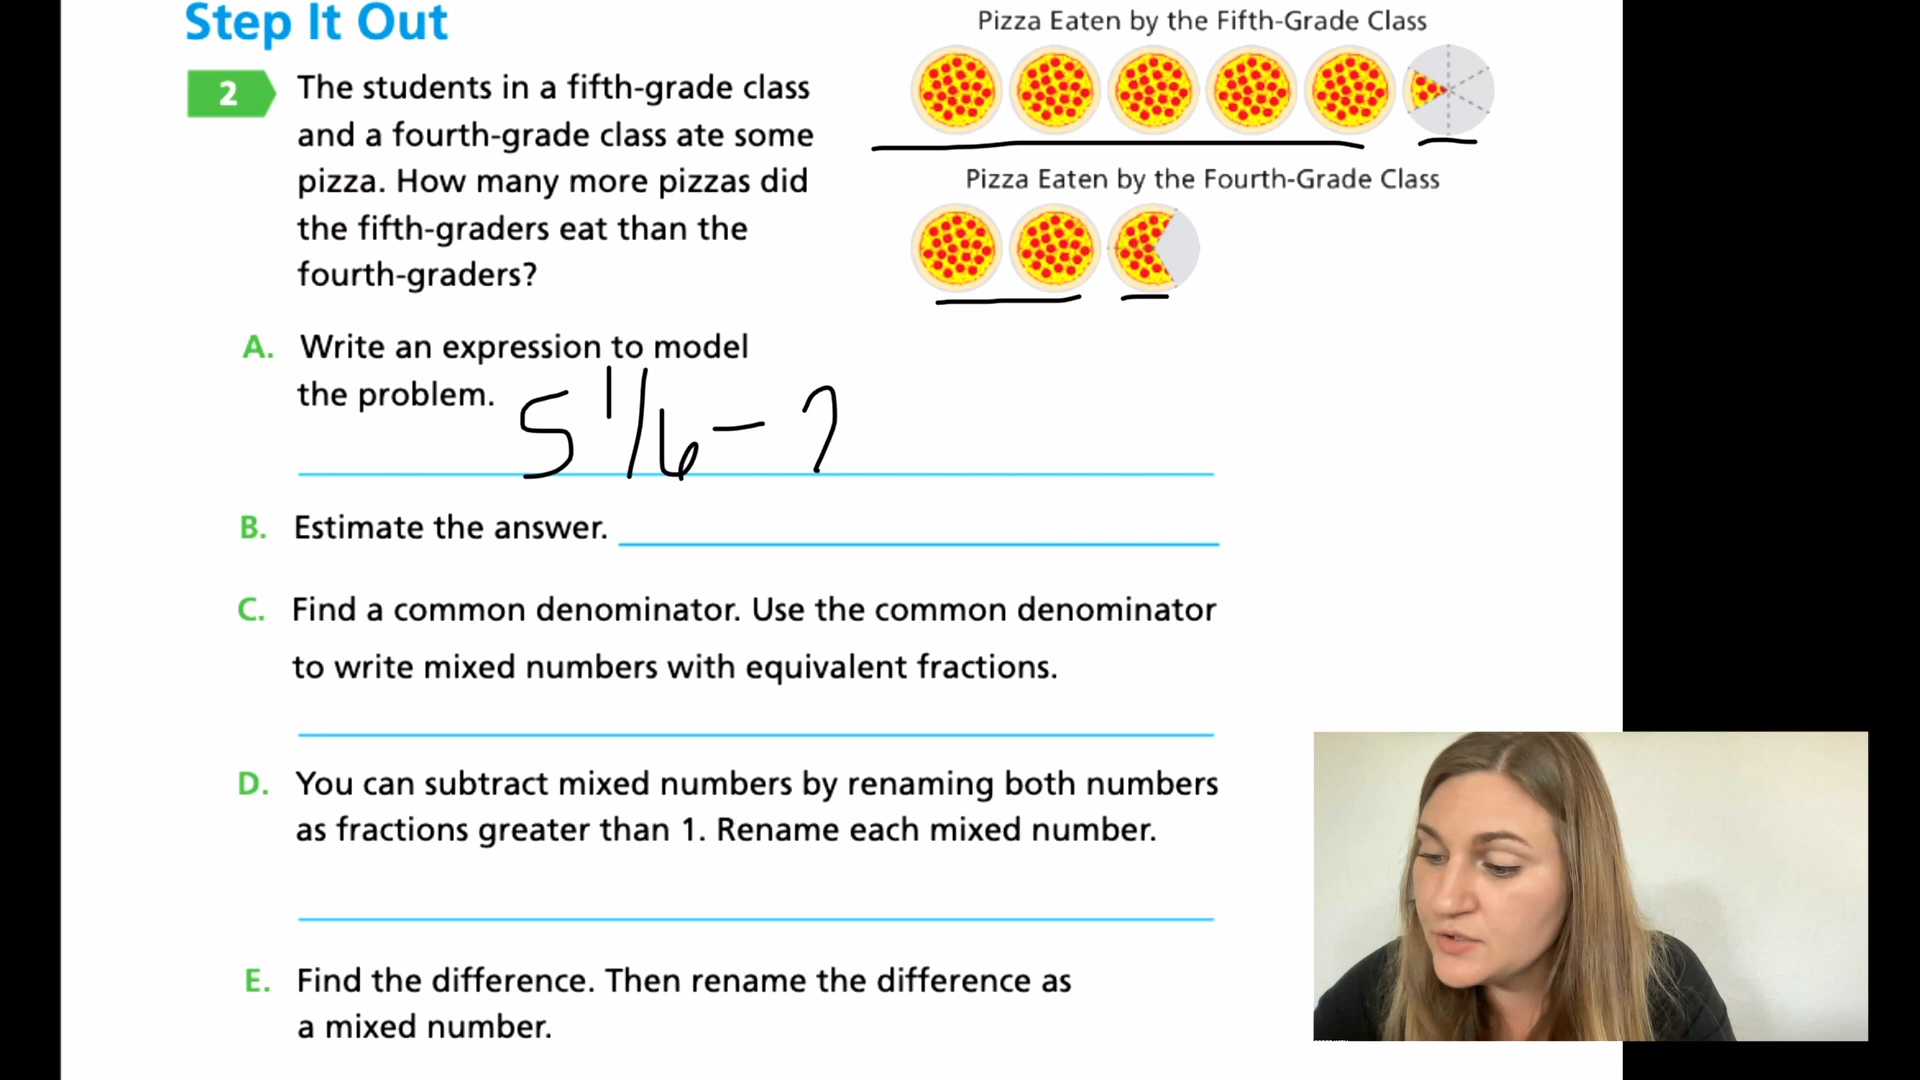 Step It Out
Pizza Eaten by the Fifth-Grade Class
2
The students in a fifth-grade class
and a fourth-grade class ate some
pizza. How many more pizzas did
the fifth-graders eat than the
fourth-graders?
Pizza Eaten by the Fourth-Grade Class
A. Write an expression to model
the problem.
5 1/6 - 2
B. Estimate the answer.
C. Find a common denominator. Use the common denominator
to write mixed numbers with equivalent fractions.
D. You can subtract mixed numbers by renaming both numbers
as fractions greater than 1. Rename each mixed number.
E. Find the difference. Then rename the difference as
a mixed number.